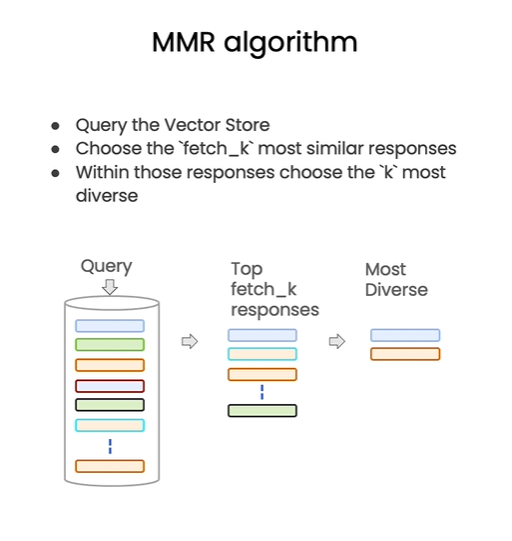 MMR algorithm
● Query the Vector Store
● Choose the `fetch_k` most similar responses
● Within those responses choose the `k` most
diverse
Query
Top
fetch_k
responses
Most
Diverse